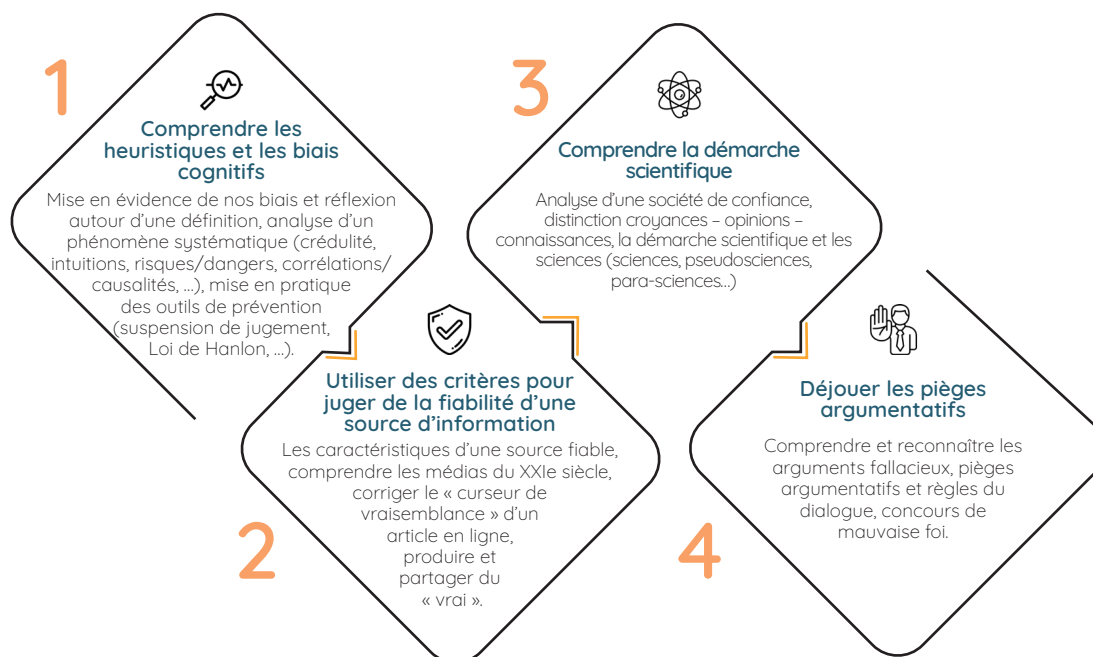 1
Comprendre les
heuristiques et les biais
cognitifs
Mise en évidence de nos biais et réflexion
autour d’une définition, analyse d’un
phénomène systématique (crédulité,
intuitions, risques/dangers, corrélations/
causalités, ...), mise en pratique
des outils de prévention
(suspension de jugement,
Loi de Hanlon, ...).
2
Utiliser des critères pour
juger de la fiabilité d’une
source d’information
Les caractéristiques d’une source fiable,
comprendre les médias du XXIe siècle,
corriger le « curseur de
vraisemblance » d’un
article en ligne,
produire et
partager du
« vrai ».
3
Comprendre la démarche
scientifique
Analyse d’une société de confiance,
distinction croyances – opinions –
connaissances, la démarche scientifique et les
sciences (sciences, pseudosciences,
para-sciences...)
4
Déjouer les pièges
argumentatifs
Comprendre et reconnaître les
arguments fallacieux, pièges
argumentatifs et règles du
dialogue, concours de
mauvaise foi.